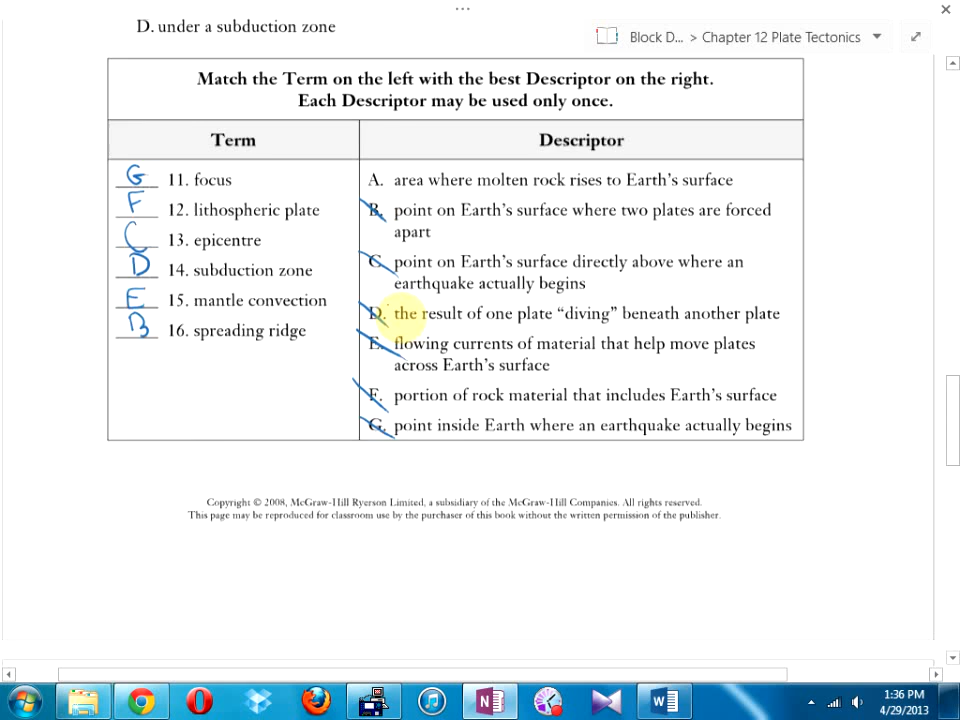 D. under a subduction zone
Block D... > Chapter 12 Plate Tectonics
Match the Term on the left with the best Descriptor on the right.
Each Descriptor may be used only once.
Term
Descriptor
G 11. focus
F 12. lithospheric plate
C 13. epicentre
D 14. subduction zone
E 15. mantle convection
B 16. spreading ridge
A. area where molten rock rises to Earth's surface
B. point on Earth's surface where two plates are forced
apart
C. point on Earth's surface directly above where an
earthquake actually begins
D. the result of one plate "diving" beneath another plate
E. flowing currents of material that help move plates
across Earth's surface
F. portion of rock material that includes Earth's surface
G. point inside Earth where an earthquake actually begins
Copyright © 2008, McGraw-Hill Ryerson Limited, a subsidiary of the McGraw-Hill Companies. All rights reserved.
This page may be reproduced for classroom use by the purchaser of this book without the written permission of the publisher.
1:36 PM
4/29/2013